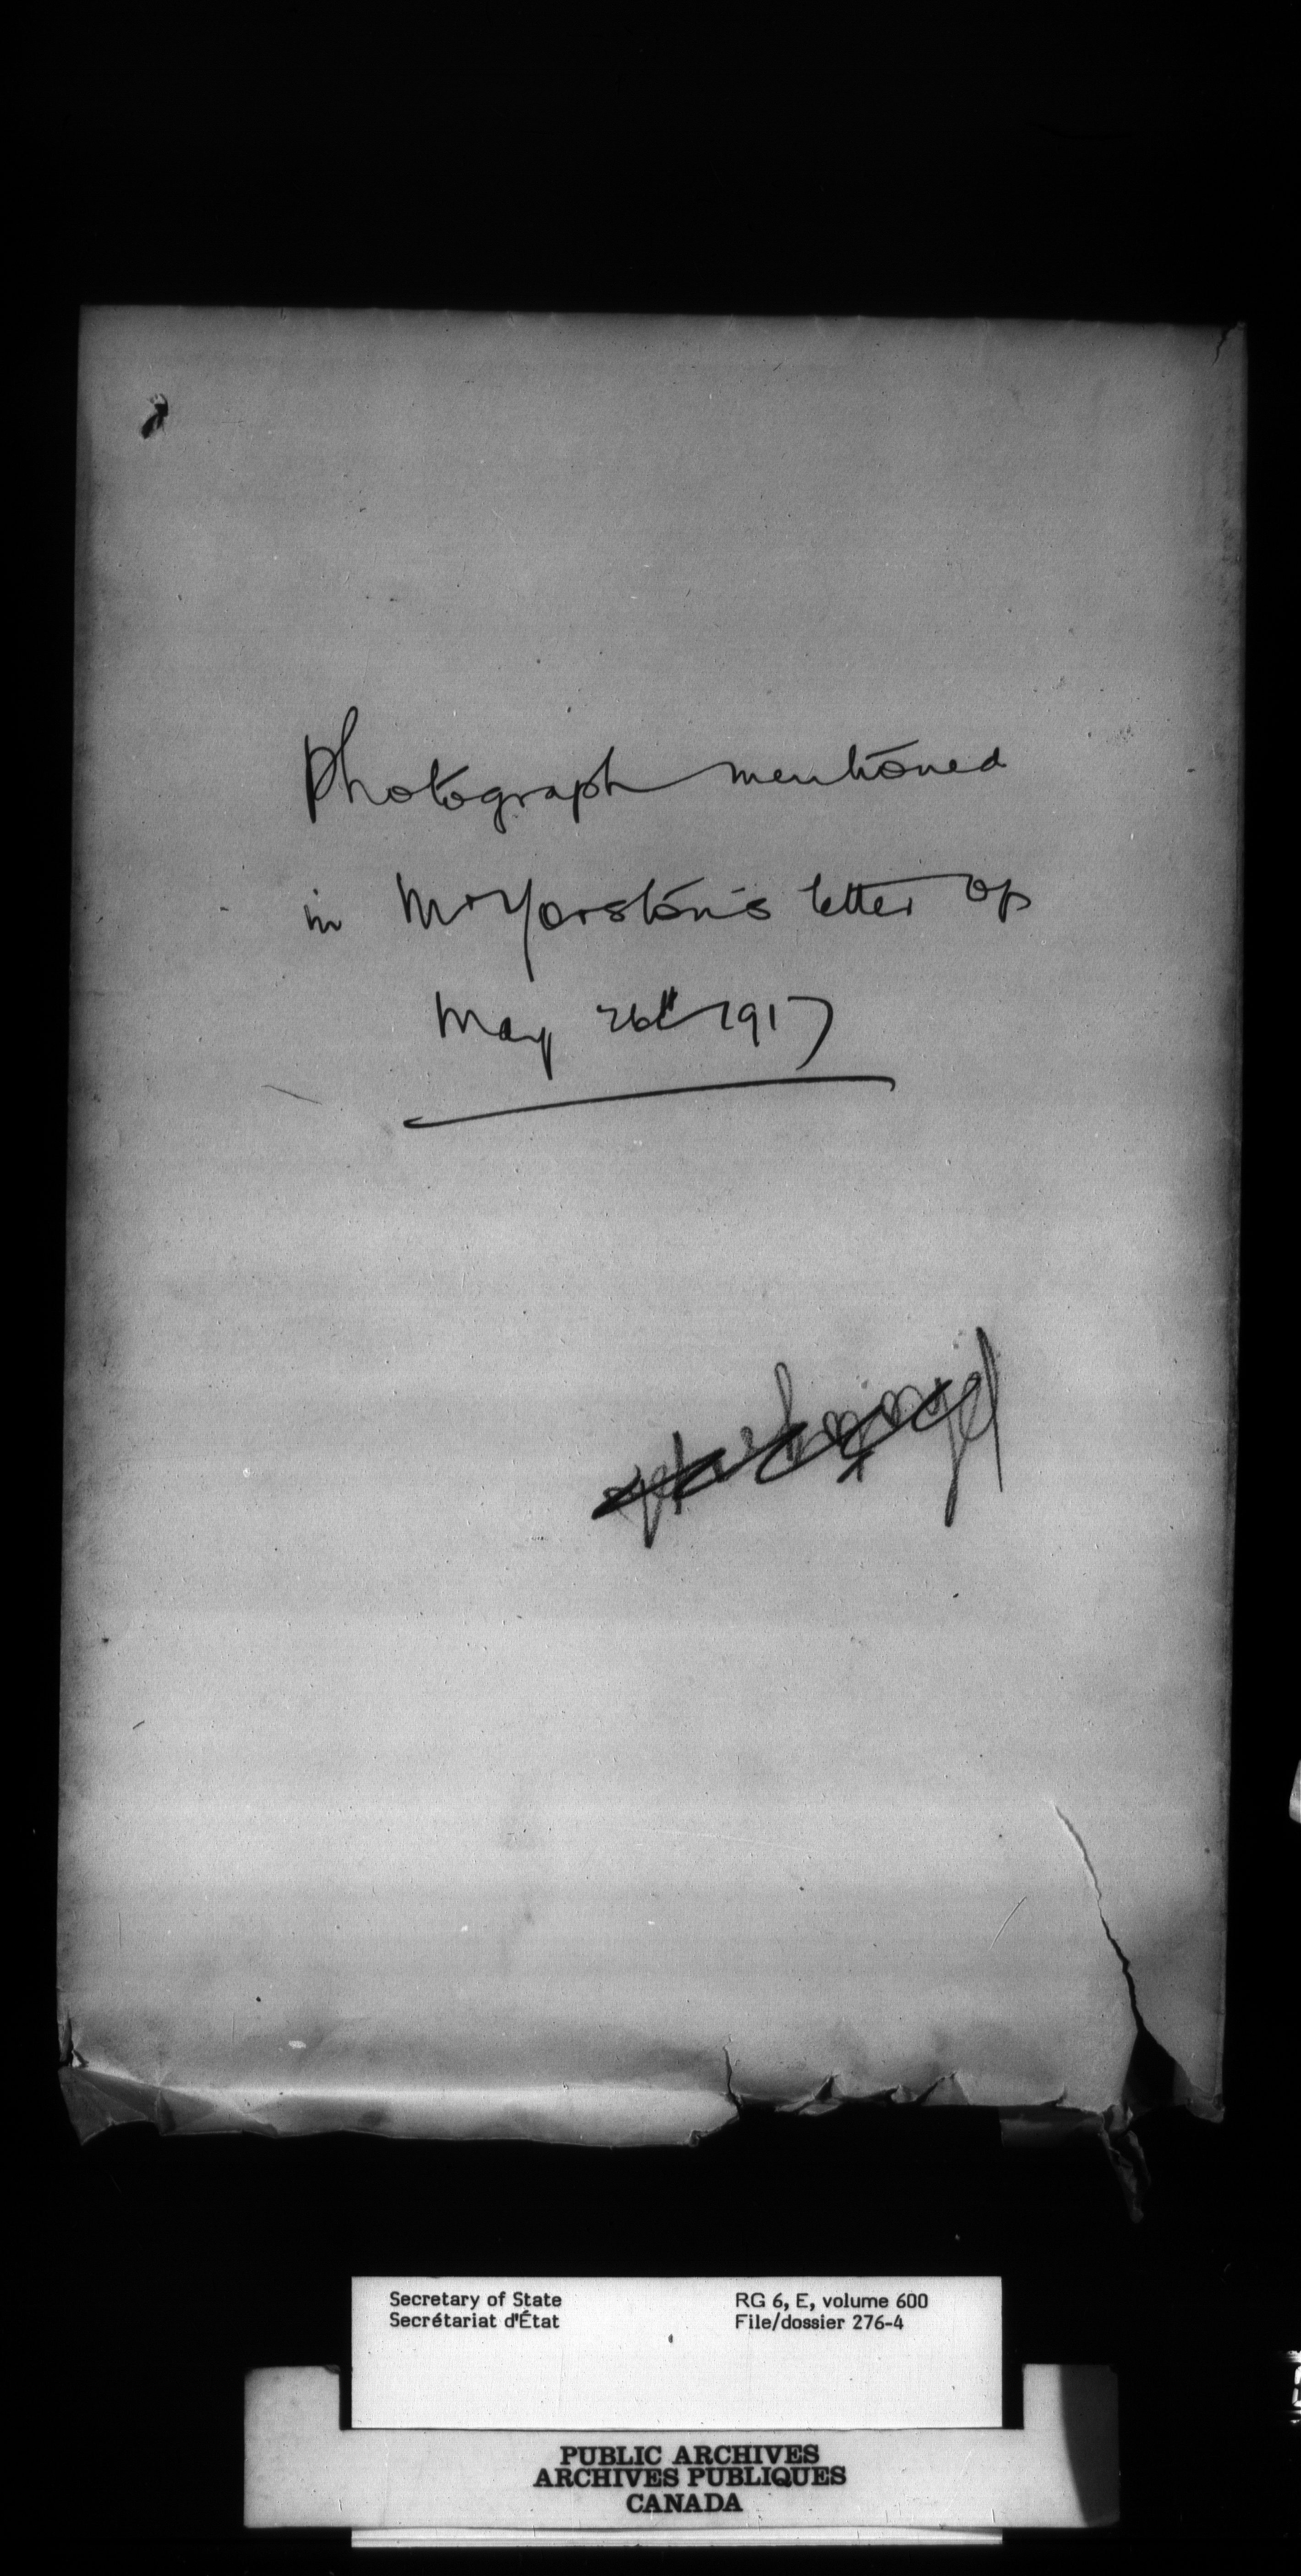 Photograph mentioned
in Mr Yorston's letter of
May 26th 1917
Secretary of State
Secrétariat d'État
RG 6, E, volume 600
File/dossier 276-4
PUBLIC ARCHIVES
ARCHIVES PUBLIQUES
CANADA